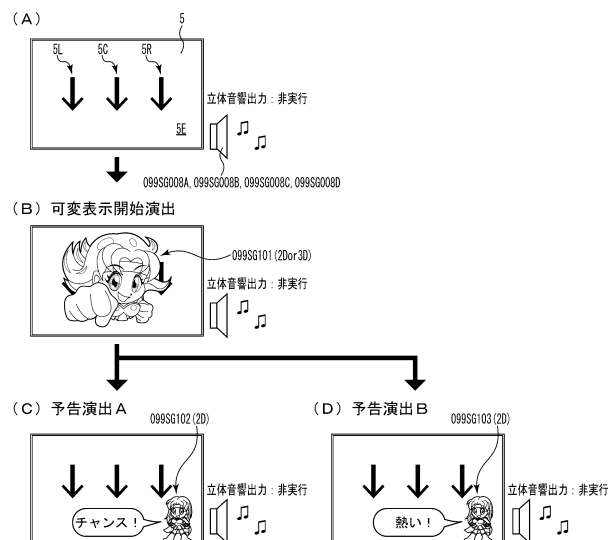 (A)
5
5L 5C 5R
立体音響出力：非実行
5E
099SG008A, 099SG008B, 099SG008C, 099SG008D
(B) 可変表示開始演出
099SG101(2Dor3D)
立体音響出力：非実行
(C) 予告演出A
(D) 予告演出B
099SG102(2D)
099SG103(2D)
立体音響出力：非実行
立体音響出力：非実行
チャンス！
熱い！